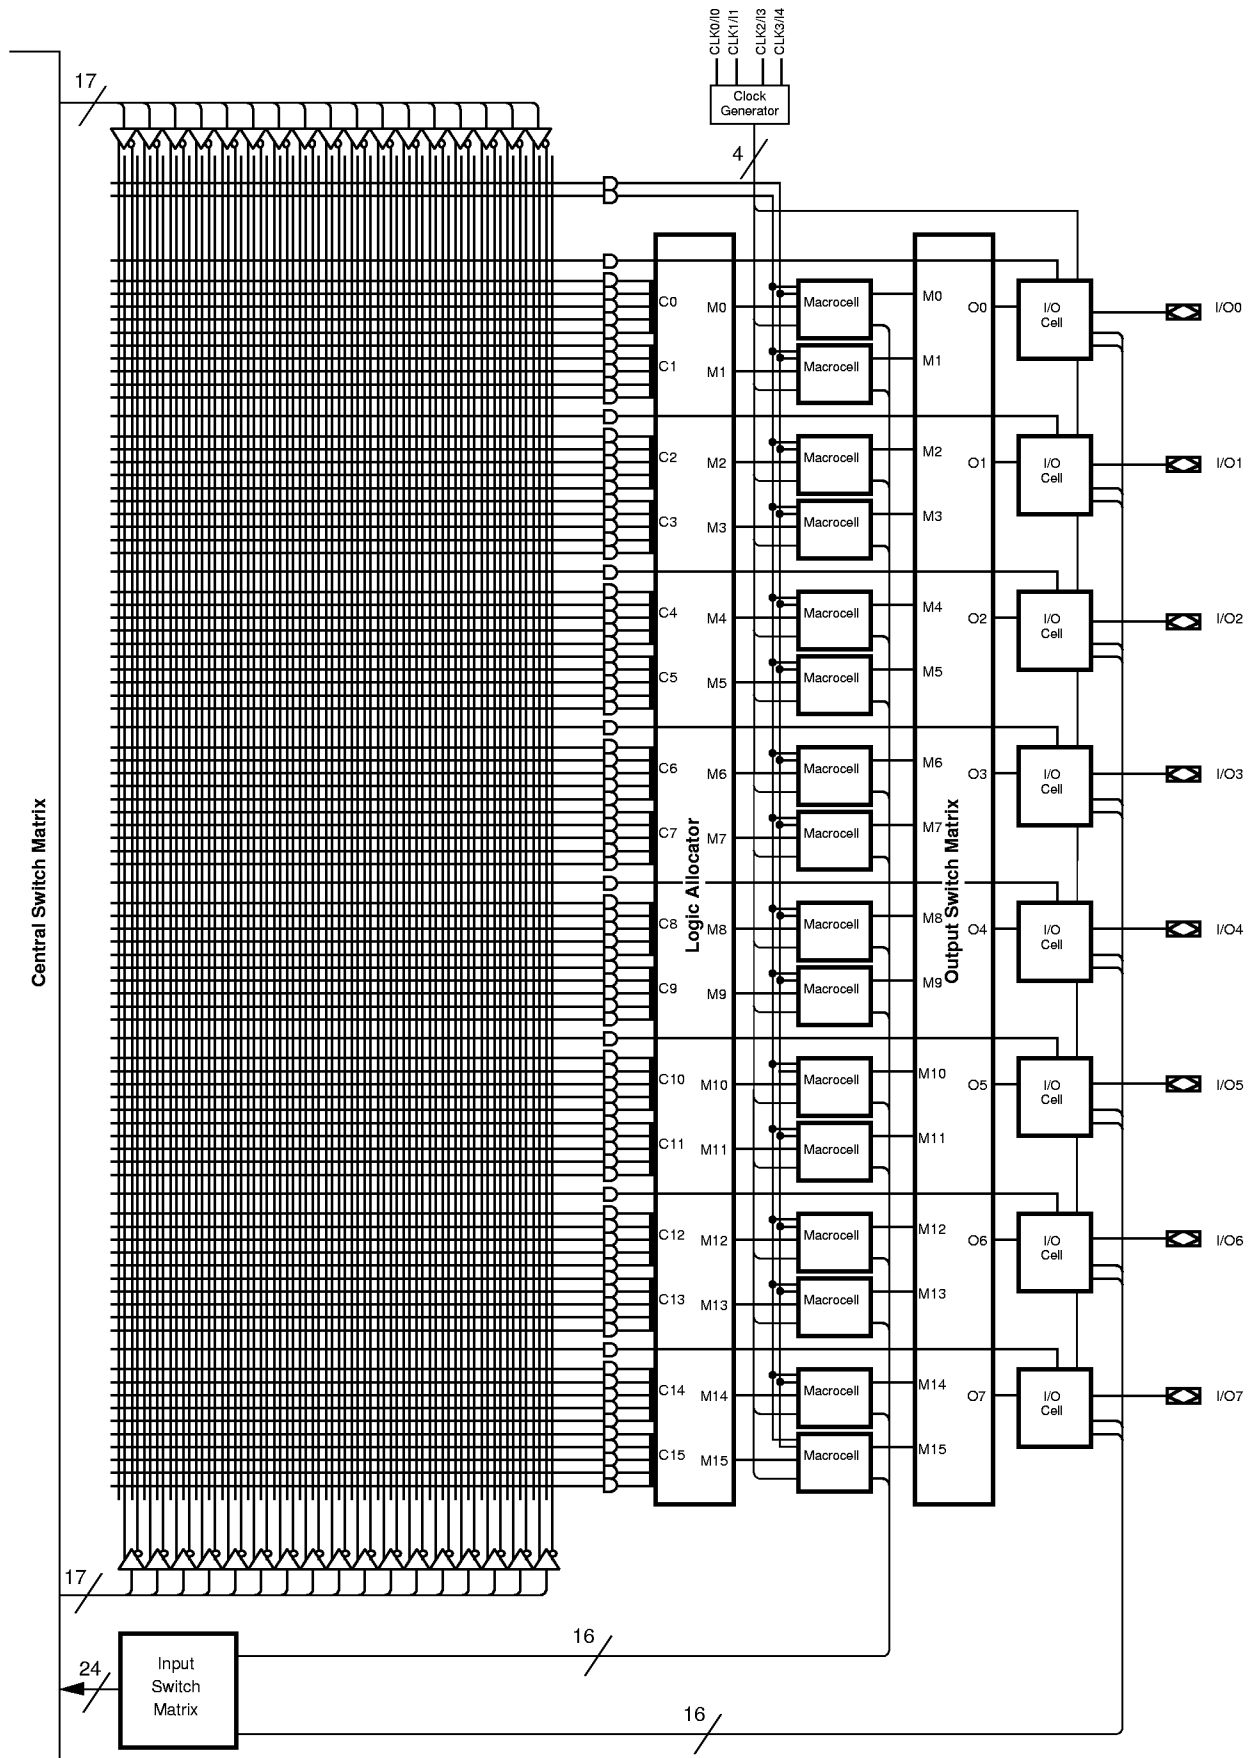 CLK0/I0
CLK1/I1
CLK2/I3
CLK3/I4
Clock
Generator
17
4
C0
M0
Macrocell
M0
O0
I/O
Cell
I/O0
C1
M1
Macrocell
M1
C2
M2
Macrocell
M2
O1
I/O
Cell
I/O1
C3
M3
Macrocell
M3
C4
M4
Macrocell
M4
O2
I/O
Cell
I/O2
C5
M5
Macrocell
M5
C6
M6
Macrocell
M6
O3
I/O
Cell
I/O3
C7
M7
Macrocell
M7
Central Switch Matrix
Logic Allocator
Output Switch Matrix
C8
M8
Macrocell
M8
O4
I/O
Cell
I/O4
C9
M9
Macrocell
M9
C10
M10
Macrocell
M10
O5
I/O
Cell
I/O5
C11
M11
Macrocell
M11
C12
M12
Macrocell
M12
O6
I/O
Cell
I/O6
C13
M13
Macrocell
M13
C14
M14
Macrocell
M14
O7
I/O
Cell
I/O7
C15
M15
Macrocell
M15
17
16
24
Input
Switch
Matrix
16